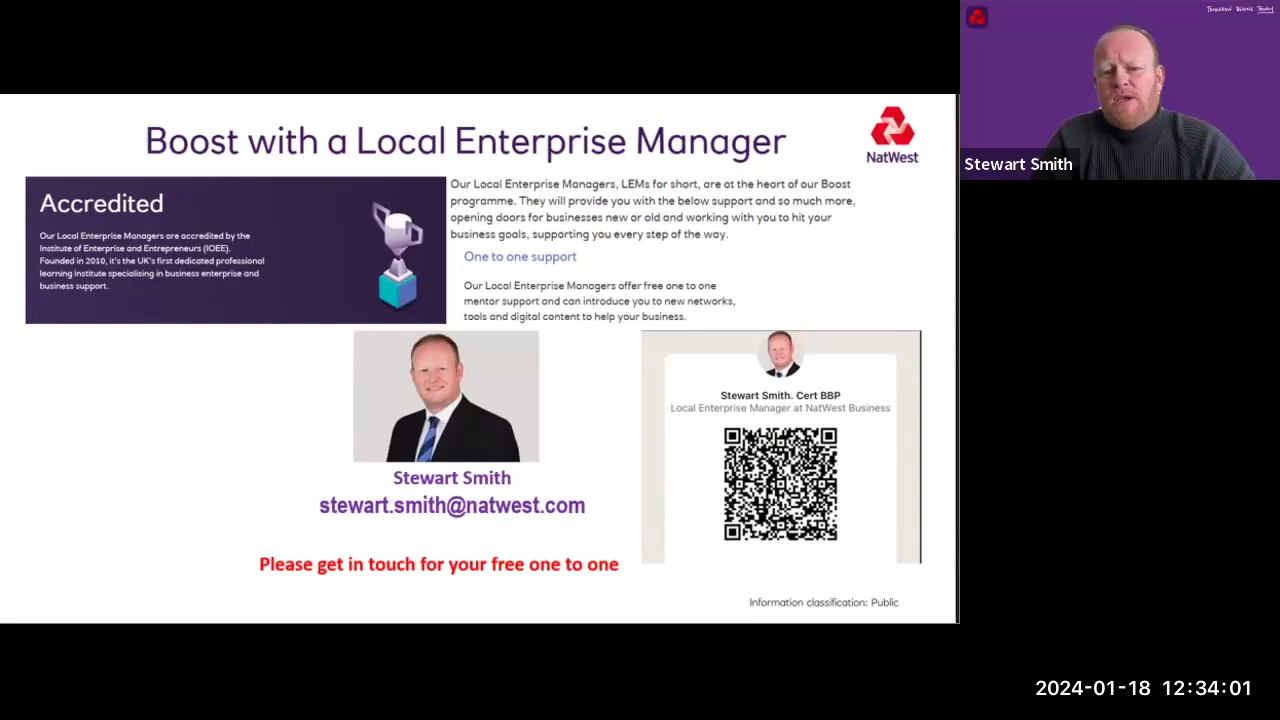 Boost with a Local Enterprise Manager
NatWest
Accredited
Our Local Enterprise Managers are accredited by the
Institute of Enterprise and Entrepreneurs (IOEE).
Founded in 2010, it's the UK's first dedicated professional
learning institute specialising in business enterprise and
business support.
Our Local Enterprise Managers, LEMs for short, are at the heart of our Boost
programme. They will provide you with the below support and so much more,
opening doors for businesses new or old and working with you to hit your
business goals, supporting you every step of the way.
One to one support
Our Local Enterprise Managers offer free one to one
mentor support and can introduce you to new networks,
tools and digital content to help your business.
Stewart Smith
stewart.smith@natwest.com
Please get in touch for your free one to one
Stewart Smith. Cert BBP
Local Enterprise Manager at NatWest Business
Information classification: Public
Tomorrow Begins Today
Stewart Smith
2024-01-18 12:34:01